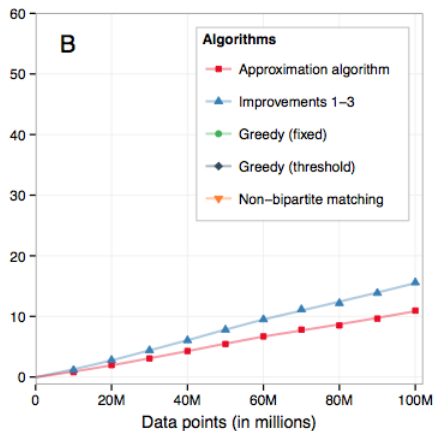 B
Algorithms
Approximation algorithm
Improvements 1–3
Greedy (fixed)
Greedy (threshold)
Non–bipartite matching
60
50
40
30
20
10
0
0 20M 40M 60M 80M 100M
Data points (in millions)